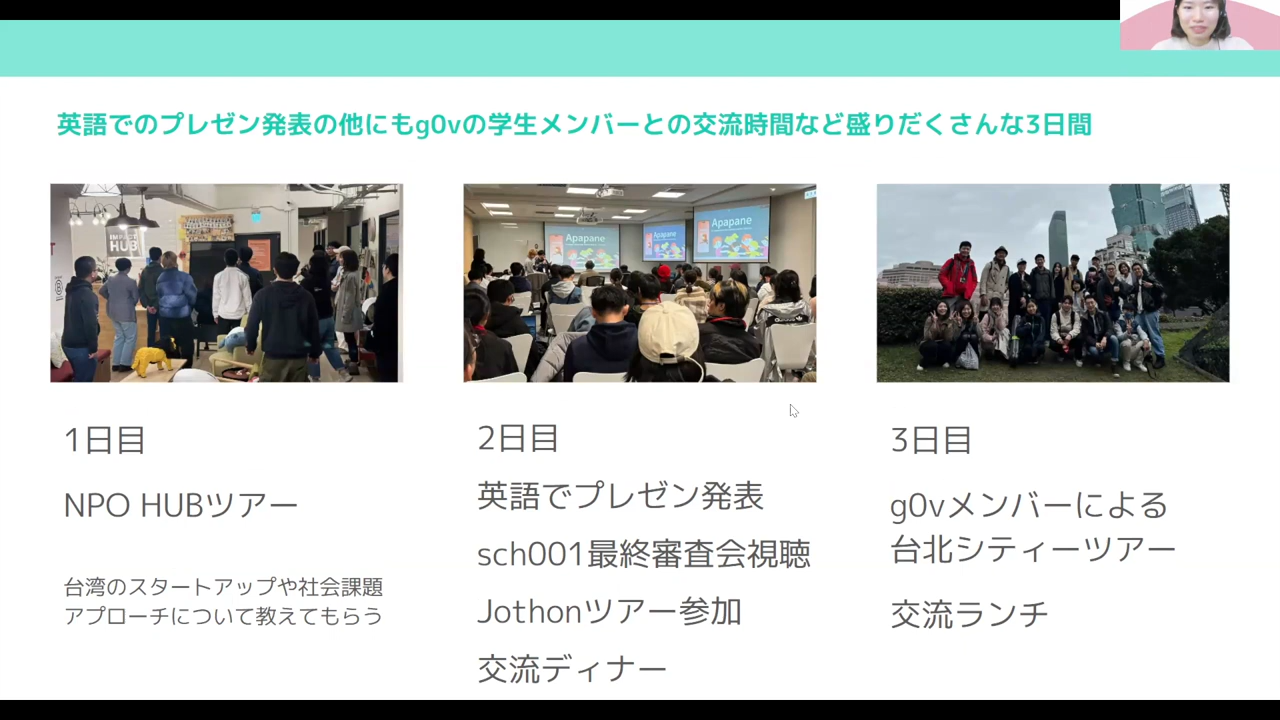 英語でのプレゼン発表の他にもg0vの学生メンバーとの交流時間など盛りだくさんな3日間
IMPACT
HUB
Apapane
Apapane
Apapane
1日目
NPO HUBツアー
台湾のスタートアップや社会課題
アプローチについて教えてもらう
2日目
英語でプレゼン発表
sch001最終審査会視聴
Jothonツアー参加
交流ディナー
3日目
g0vメンバーによる
台北シティーツアー
交流ランチ